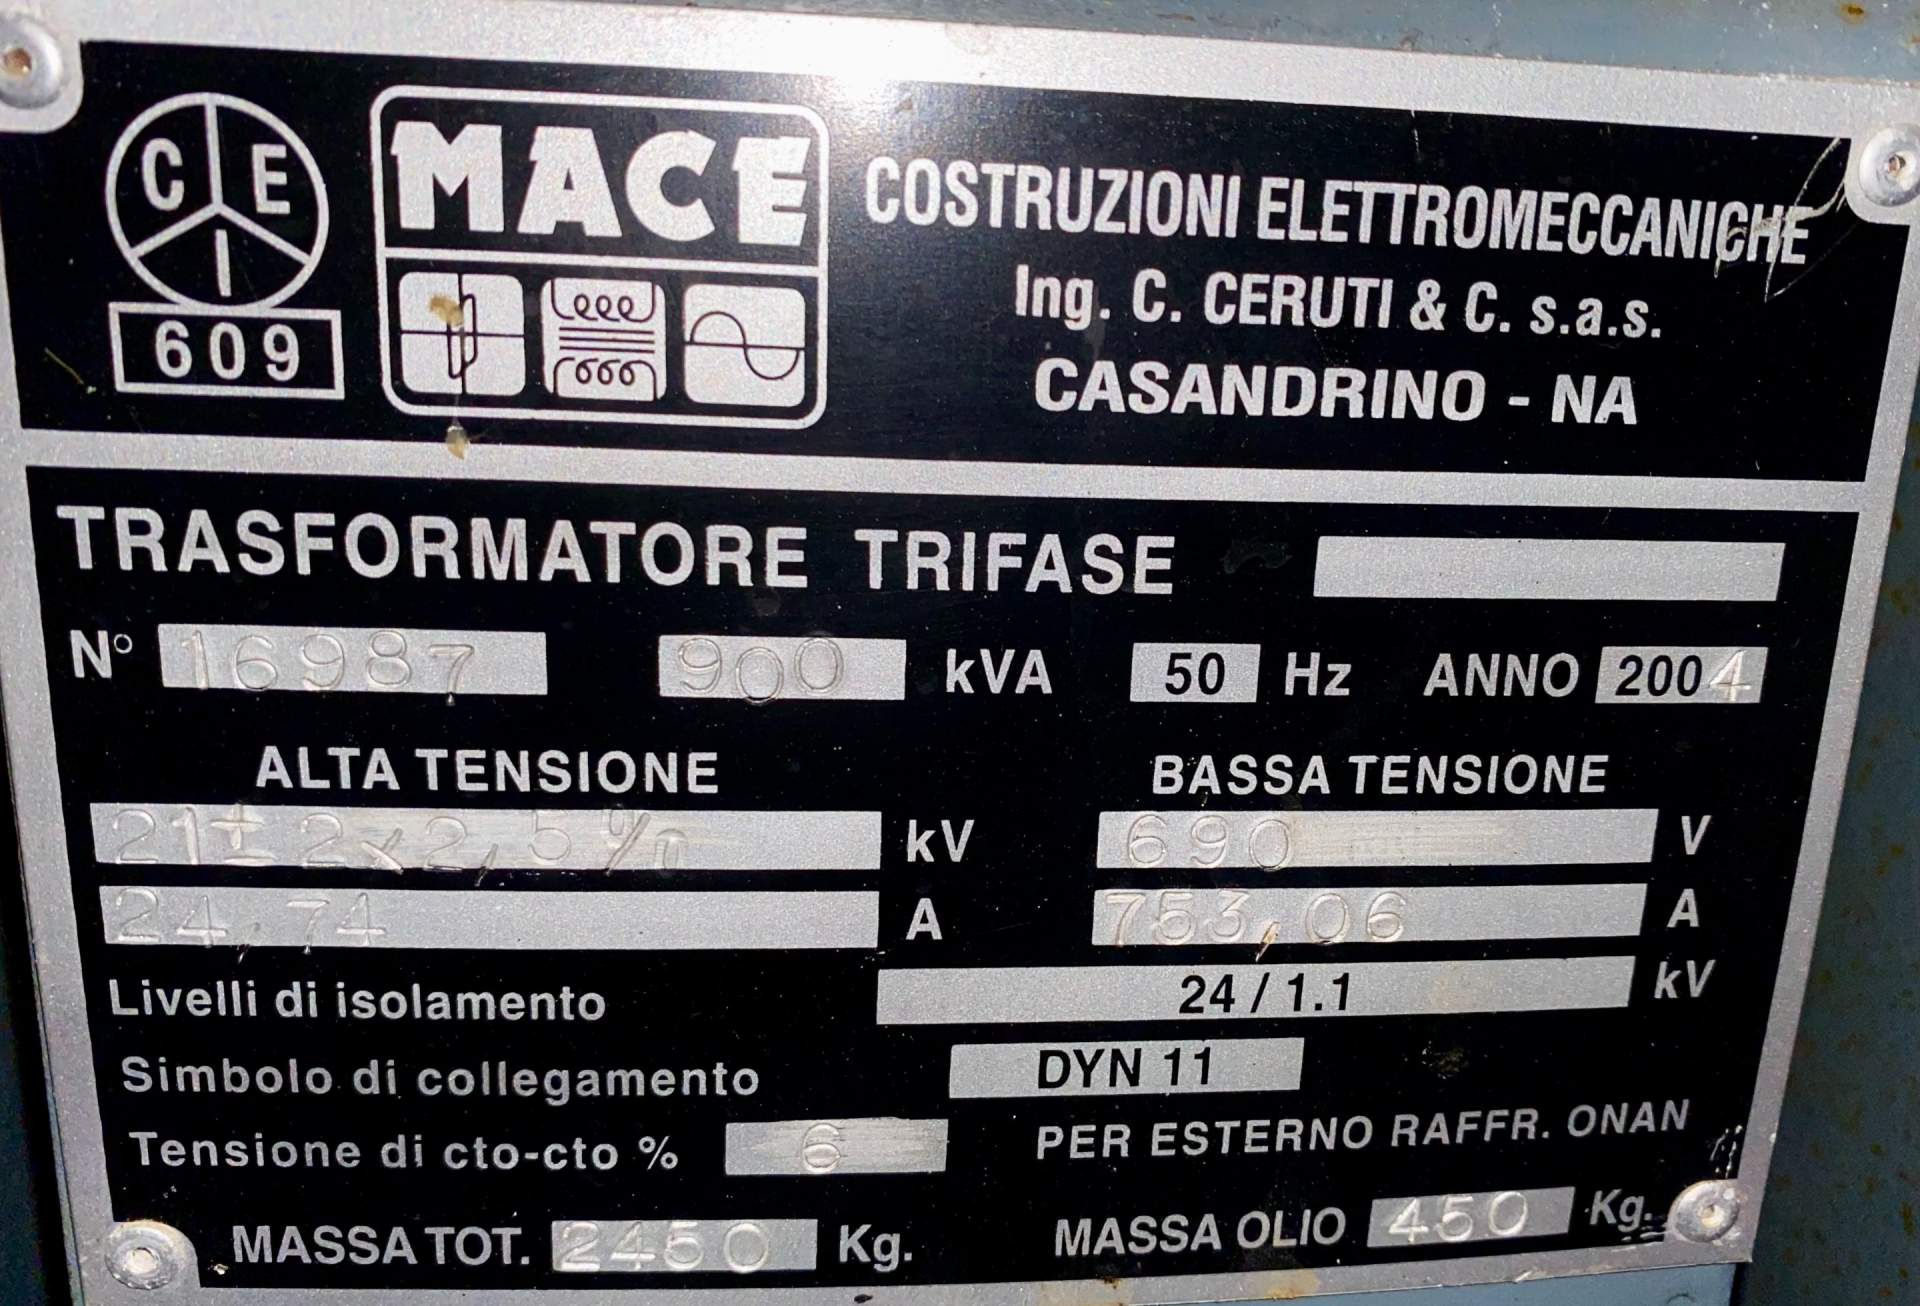 C E I
609
MACE
COSTRUZIONI ELETTROMECCANICHE
Ing. C. CERUTI & C. s.a.s.
CASANDRINO - NA
TRASFORMATORE TRIFASE
N° 16987 900 kVA 50 Hz ANNO 2004
ALTA TENSIONE BASSA TENSIONE
21±2x2,5% kV 690 V
24,74 A 753,06 A
Livelli di isolamento 24 / 1.1 kV
Simbolo di collegamento DYN 11
Tensione di cto-cto % 6 PER ESTERNO RAFFR. ONAN
MASSA TOT. 2450 Kg. MASSA OLIO 450 Kg.